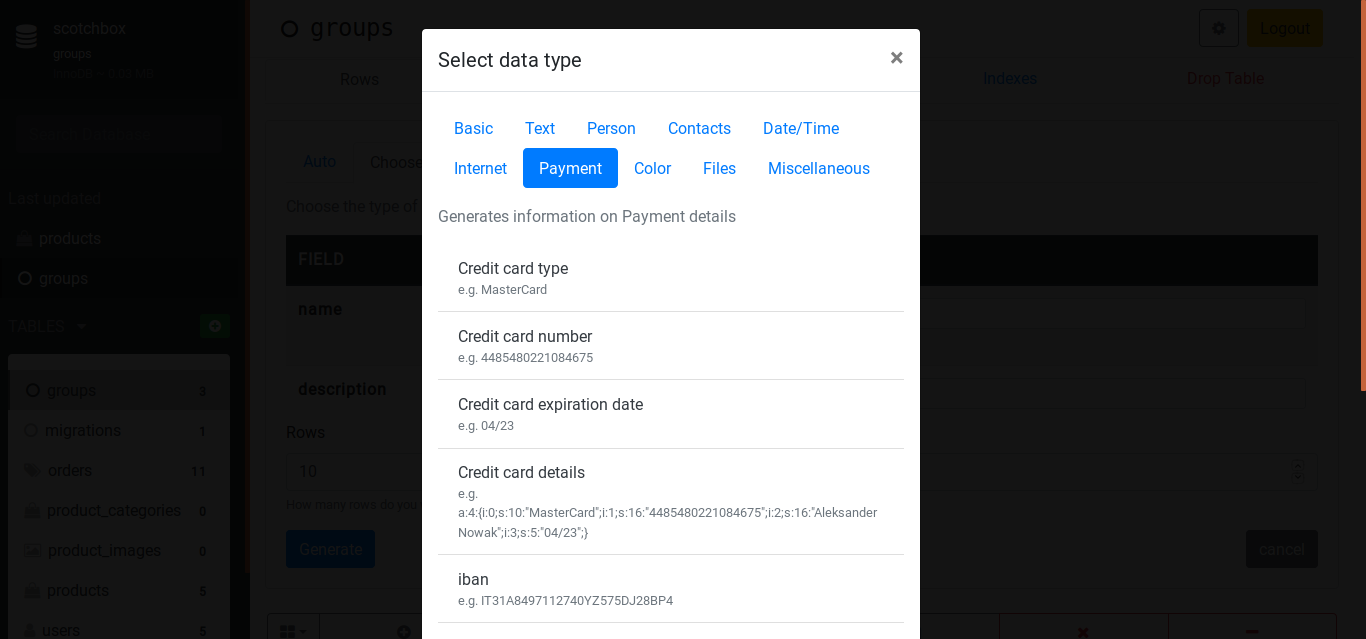 scotchbox
groups
groups
Logout
Rows
Indexes
Drop Table
Auto
Choose
Last updated
Choose the type of
products
groups
FIELD
name
TABLES
groups 3
description
migrations 1
Rows
orders 11
10
product_categories 0
How many rows do you
product_images 0
Generate
cancel
products 5
users 5
Select data type
×
Basic Text Person Contacts Date/Time
Internet Payment Color Files Miscellaneous
Generates information on Payment details
Credit card type
e.g. MasterCard
Credit card number
e.g. 4485480221084675
Credit card expiration date
e.g. 04/23
Credit card details
e.g.
a:4:{i:0;s:10:"MasterCard";i:1;s:16:"4485480221084675";i:2;s:16:"Aleksander
Nowak";i:3;s:5:"04/23";}
iban
e.g. IT31A8497112740YZ575DJ28BP4